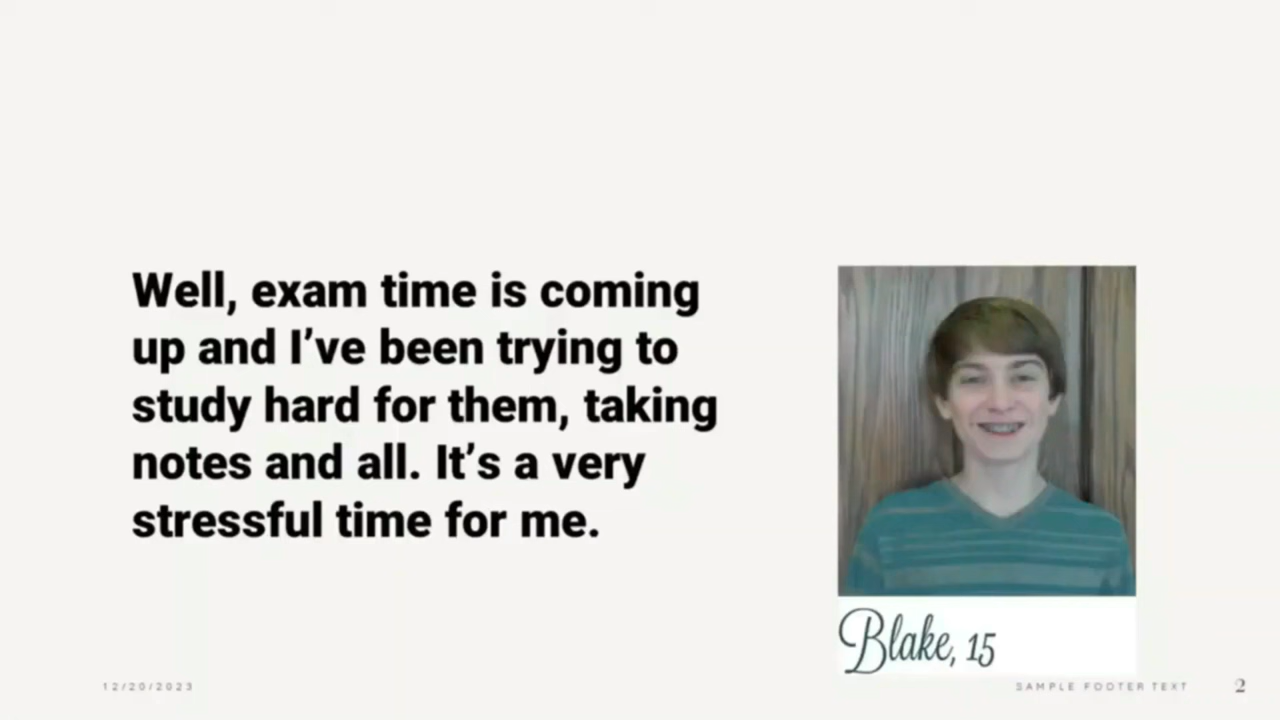 Well, exam time is coming
up and I’ve been trying to
study hard for them, taking
notes and all. It’s a very
stressful time for me.
Blake, 15
12/20/2023
SAMPLE FOOTER TEXT
2